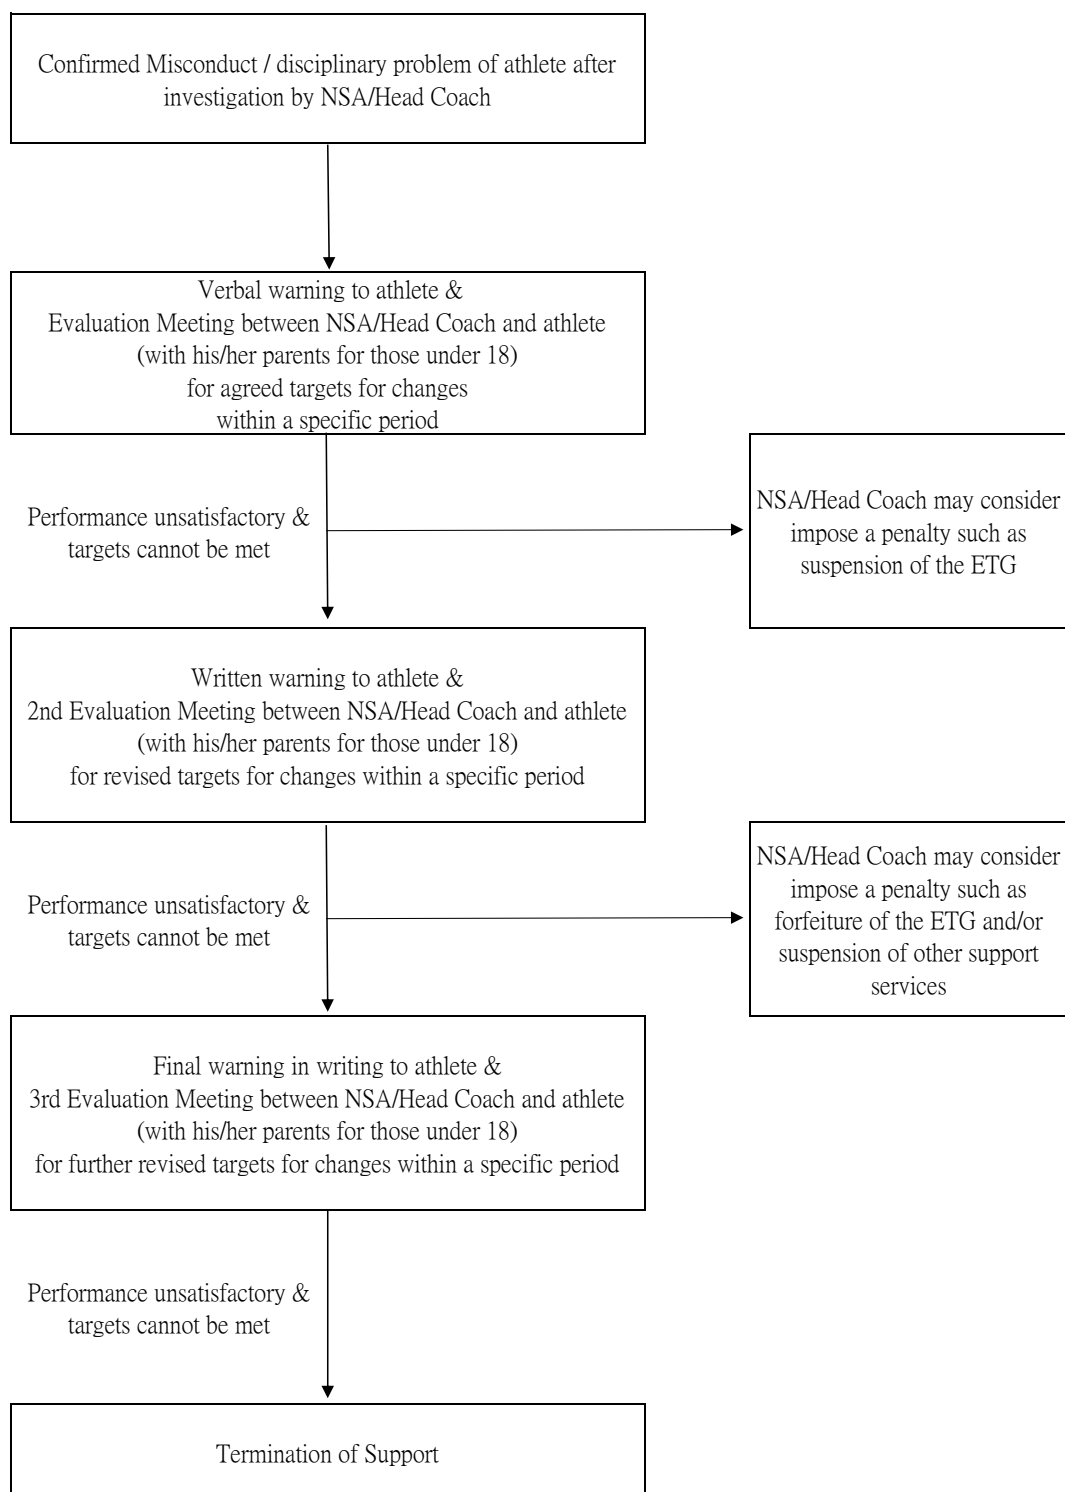 Confirmed Misconduct / disciplinary problem of athlete after
investigation by NSA/Head Coach
Verbal warning to athlete &
Evaluation Meeting between NSA/Head Coach and athlete
(with his/her parents for those under 18)
for agreed targets for changes
within a specific period
Performance unsatisfactory &
targets cannot be met
NSA/Head Coach may consider
impose a penalty such as
suspension of the ETG
Written warning to athlete &
2nd Evaluation Meeting between NSA/Head Coach and athlete
(with his/her parents for those under 18)
for revised targets for changes within a specific period
Performance unsatisfactory &
targets cannot be met
NSA/Head Coach may consider
impose a penalty such as
forfeiture of the ETG and/or
suspension of other support
services
Final warning in writing to athlete &
3rd Evaluation Meeting between NSA/Head Coach and athlete
(with his/her parents for those under 18)
for further revised targets for changes within a specific period
Performance unsatisfactory &
targets cannot be met
Termination of Support